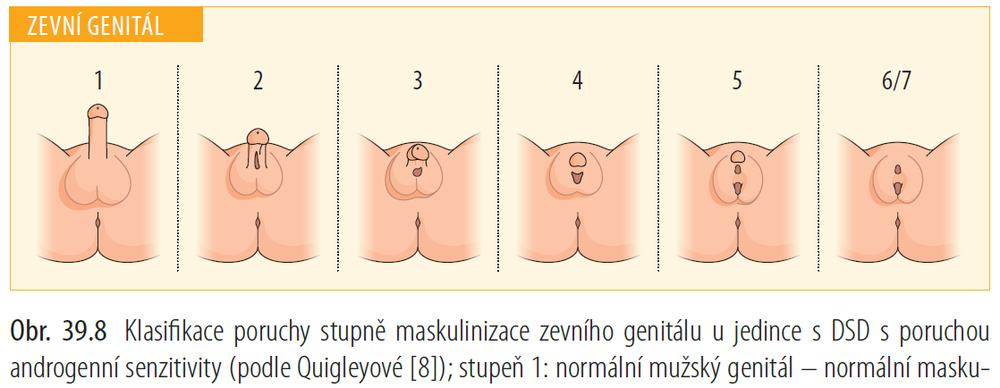 ZEVNÍ GENITÁL
1 2 3 4 5 6/7
Obr. 39.8 Klasifikace poruchy stupně maskulinizace zevního genitálu u jedince s DSD s poruchou
androgenní senzitivity (podle Quigleyové [8]); stupeň 1: normální mužský genitál – normální masku-